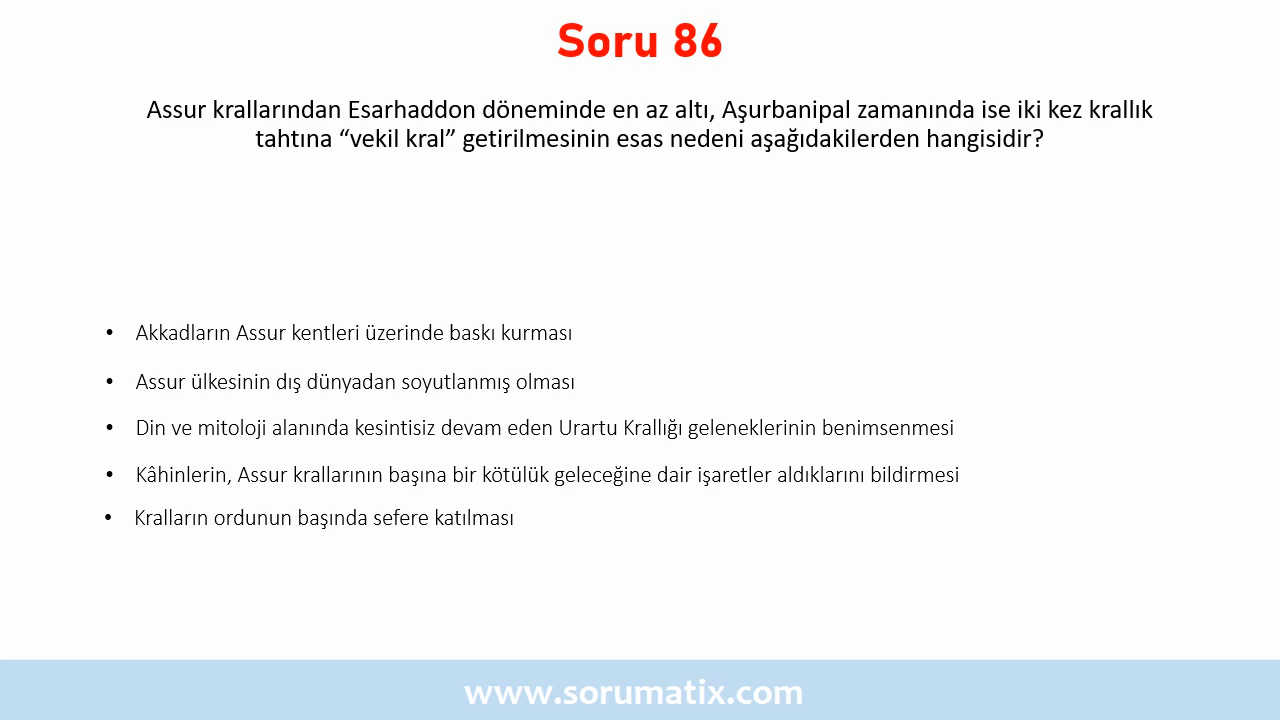 Soru 86
Assur krallarından Esarhaddon döneminde en az altı, Aşurbanipal zamanında ise iki kez krallık
tahtına “vekil kral” getirilmesinin esas nedeni aşağıdakilerden hangisidir?
• Akkadların Assur kentleri üzerinde baskı kurması
• Assur ülkesinin dış dünyadan soyutlanmış olması
• Din ve mitoloji alanında kesintisiz devam eden Urartu Krallığı geleneklerinin benimsenmesi
• Kâhinlerin, Assur krallarının başına bir kötülük geleceğine dair işaretler aldıklarını bildirmesi
• Kralların ordunun başında sefere katılması
www.sorumatix.com